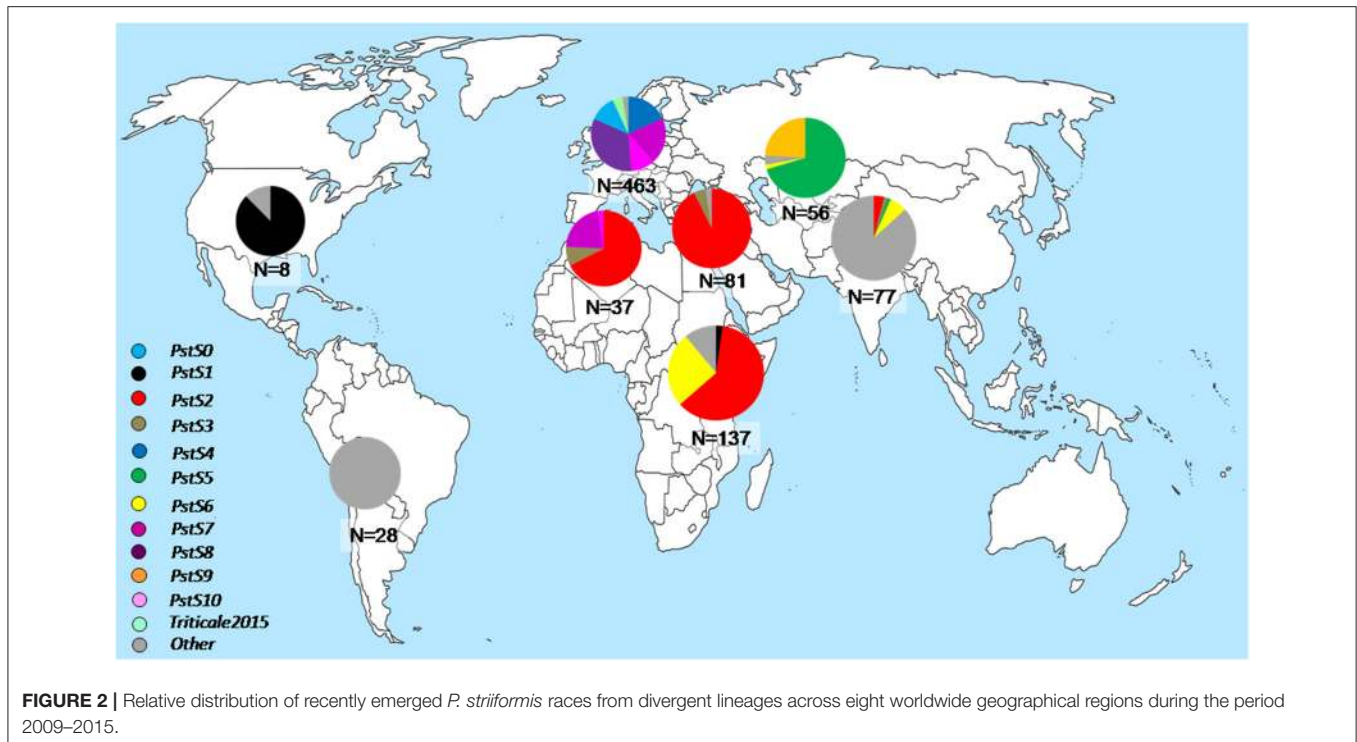 N=463
N=56
N=8
N=37
N=81
N=77
N=137
N=28
PstS0
PstS1
PstS2
PstS3
PstS4
PstS5
PstS6
PstS7
PstS8
PstS9
PstS10
Triticale2015
Other
FIGURE 2 | Relative distribution of recently emerged P. striiformis races from divergent lineages across eight worldwide geographical regions during the period
2009–2015.